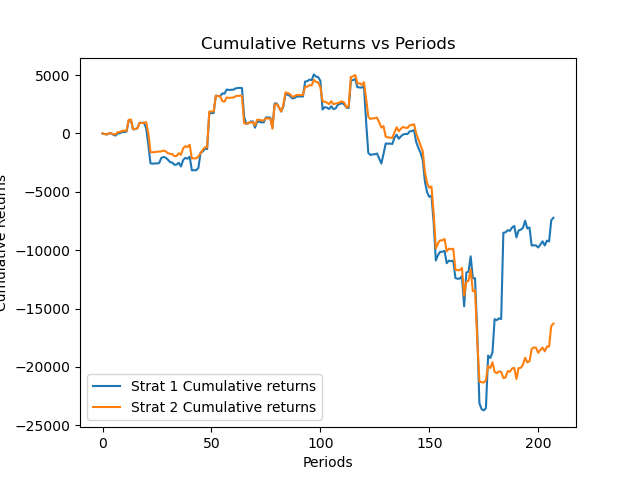 Cumulative Returns vs Periods
Cumulative Returns
5000
0
−5000
−10000
−15000
−20000
−25000
Strat 1 Cumulative returns
Strat 2 Cumulative returns
0
50
100
150
200
Periods